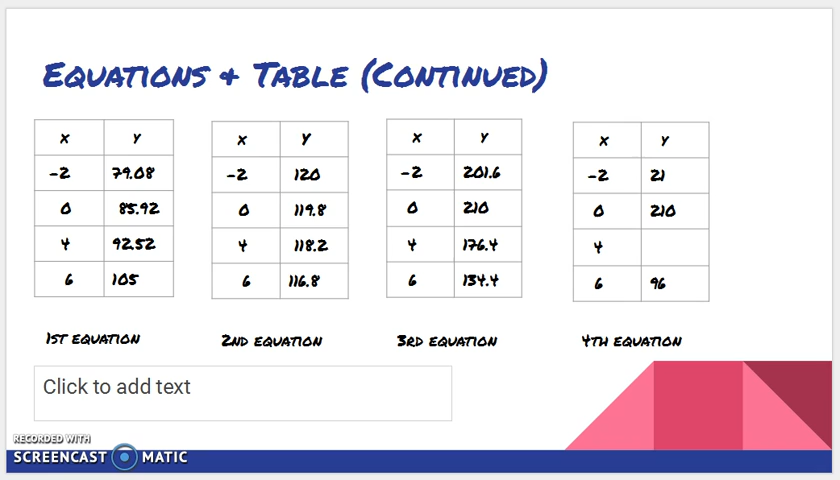 Equations & Table (Continued)
x y x y x y x y
-2 79.08 -2 120 -2 201.6 -2 21
0 85.92 0 119.8 0 210 0 210
4 92.52 4 118.2 4 176.4 4
6 105 6 116.8 6 134.4 6 96
1st equation 2nd equation 3rd equation 4th equation
Click to add text
RECORDED WITH
SCREENCAST MATIC